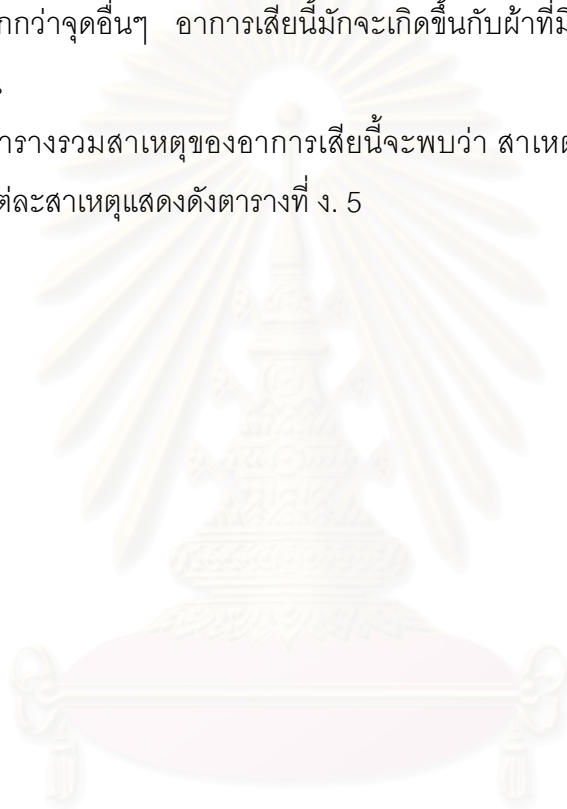 กกว่าจุดอื่นๆ อาการเสียนี้มักจะเกิดขึ้นกับผ้าที่มี
ารางรวมสาเหตุของอาการเสียนี้จะพบว่า สาเหต
ต่ละสาเหตุแสดงดังตารางที่ ง. 5